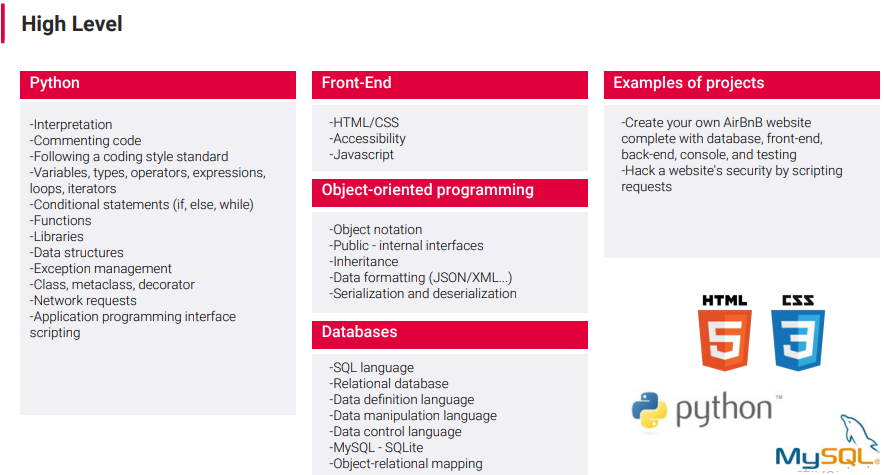 High Level
Python
-Interpretation
-Commenting code
-Following a coding style standard
-Variables, types, operators, expressions,
loops, iterators
-Conditional statements (if, else, while)
-Functions
-Libraries
-Data structures
-Exception management
-Class, metaclass, decorator
-Network requests
-Application programming interface
scripting
Front-End
-HTML/CSS
-Accessibility
-Javascript
Object-oriented programming
-Object notation
-Public - internal interfaces
-Inheritance
-Data formatting (JSON/XML...)
-Serialization and deserialization
Databases
-SQL language
-Relational database
-Data definition language
-Data manipulation language
-Data control language
-MySQL - SQLite
-Object-relational mapping
Examples of projects
-Create your own AirBnB website
complete with database, front-end,
back-end, console, and testing
-Hack a website's security by scripting
requests
HTML
5
CSS
3
python™
MySQL®